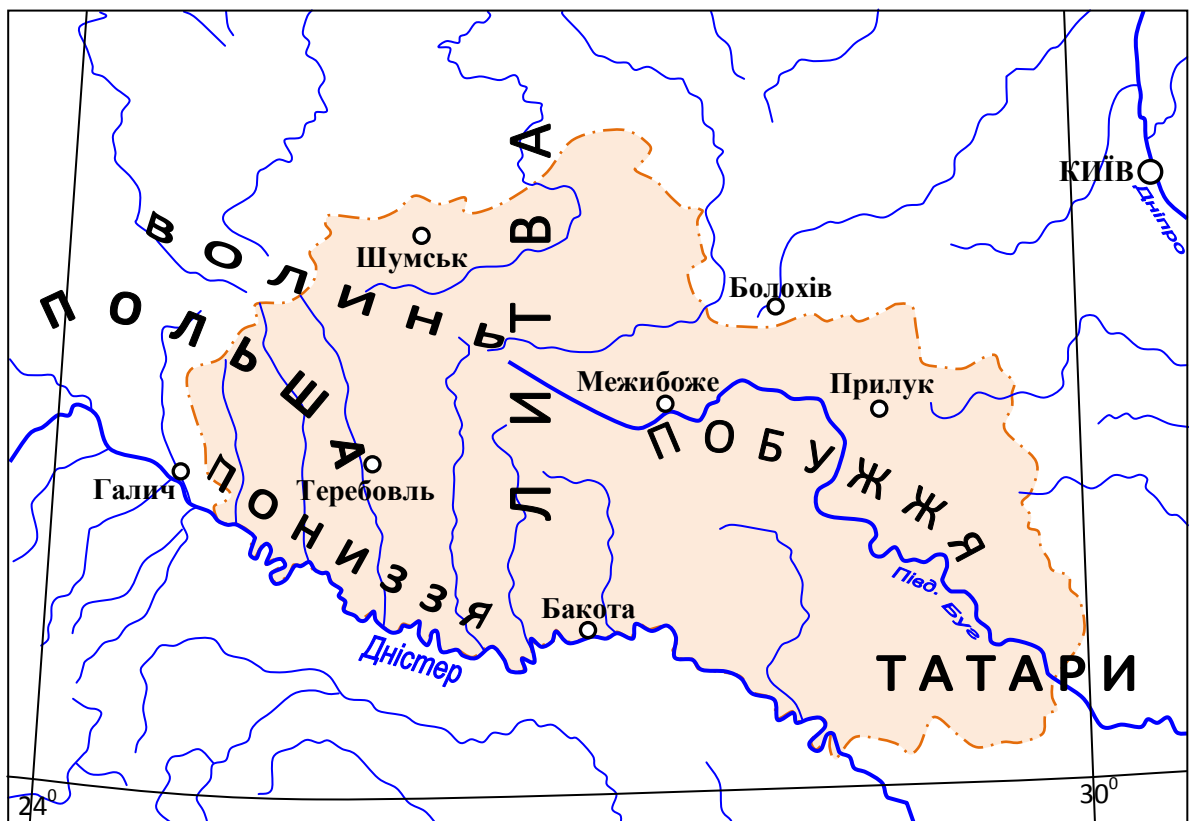 КИЇВ
Дніпро
ЛИТВА
ВОЛИНЬ
Шумськ
Болохів
ПОЛЬША
Межибоже
Прилук
ПОБУЖЖЯ
Галич
Теребовль
ПОНИЗЗЯ
Півд. Буг
Бакота
Дністер
ТАТАРИ
24⁰
30⁰